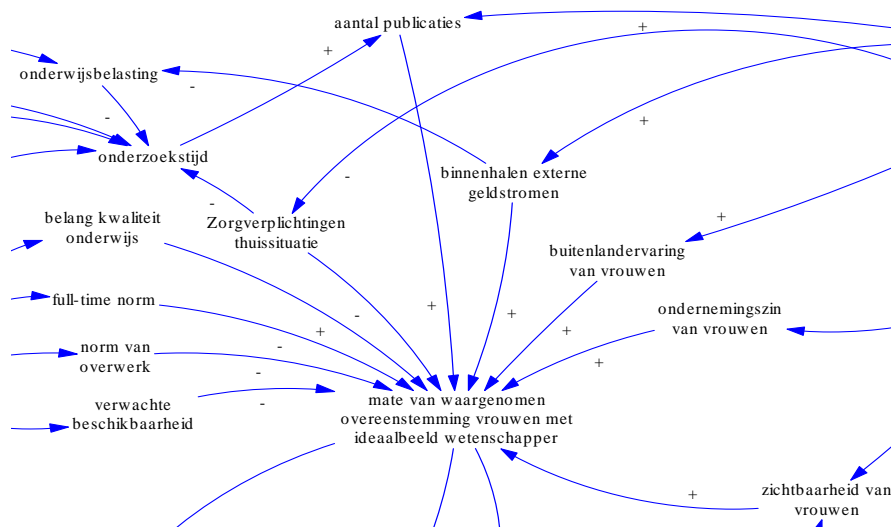 aantal publicaties
+
+
onderwijsbelasting
-
-
+
onderzoekstijd
-
binnenhalen externe
geldstromen
-
belang kwaliteit
onderwijs
Zorgverplichtingen
thuissituatie
+
buitenlandervaring
van vrouwen
full-time norm
+
-
+
ondernemingszin
van vrouwen
+
+
-
norm van
overwerk
-
+
verwachte
beschikbaarheid
-
mate van waargenomen
overeenstemming vrouwen met
ideaalbeeld wetenschapper
+
zichtbaarheid van
vrouwen